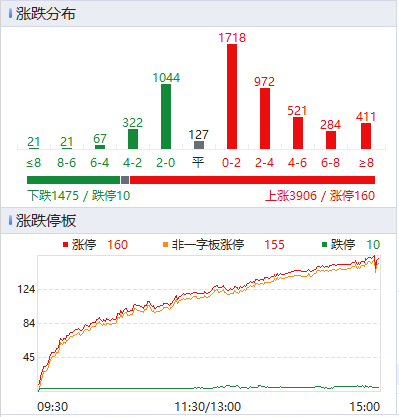 涨跌分布
21 21 67 322 1044 127 1718 972 521 284 411
≤8 8-6 6-4 4-2 2-0 平 0-2 2-4 4-6 6-8 ≥8
下跌1475 / 跌停10 上涨3906 / 涨停160
涨跌停板
涨停 160 非一字板涨停 155 跌停 10
124
84
45
09:30 11:30/13:00 15:00